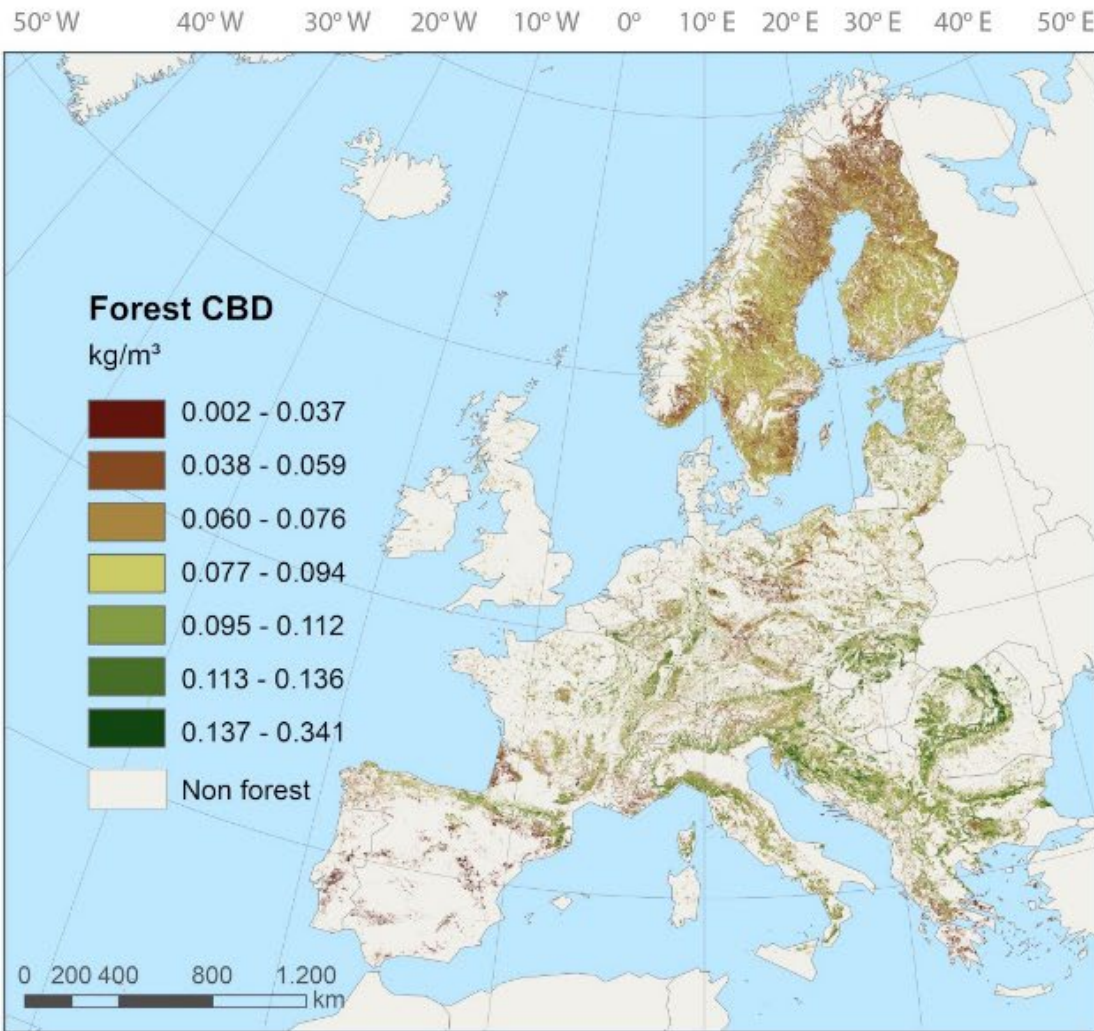 50° W 40° W 30° W 20° W 10° W 0° 10° E 20° E 30° E 40° E 50° E
Forest CBD
kg/m³
0.002 - 0.037
0.038 - 0.059
0.060 - 0.076
0.077 - 0.094
0.095 - 0.112
0.113 - 0.136
0.137 - 0.341
Non forest
0 200 400 800 1.200
km